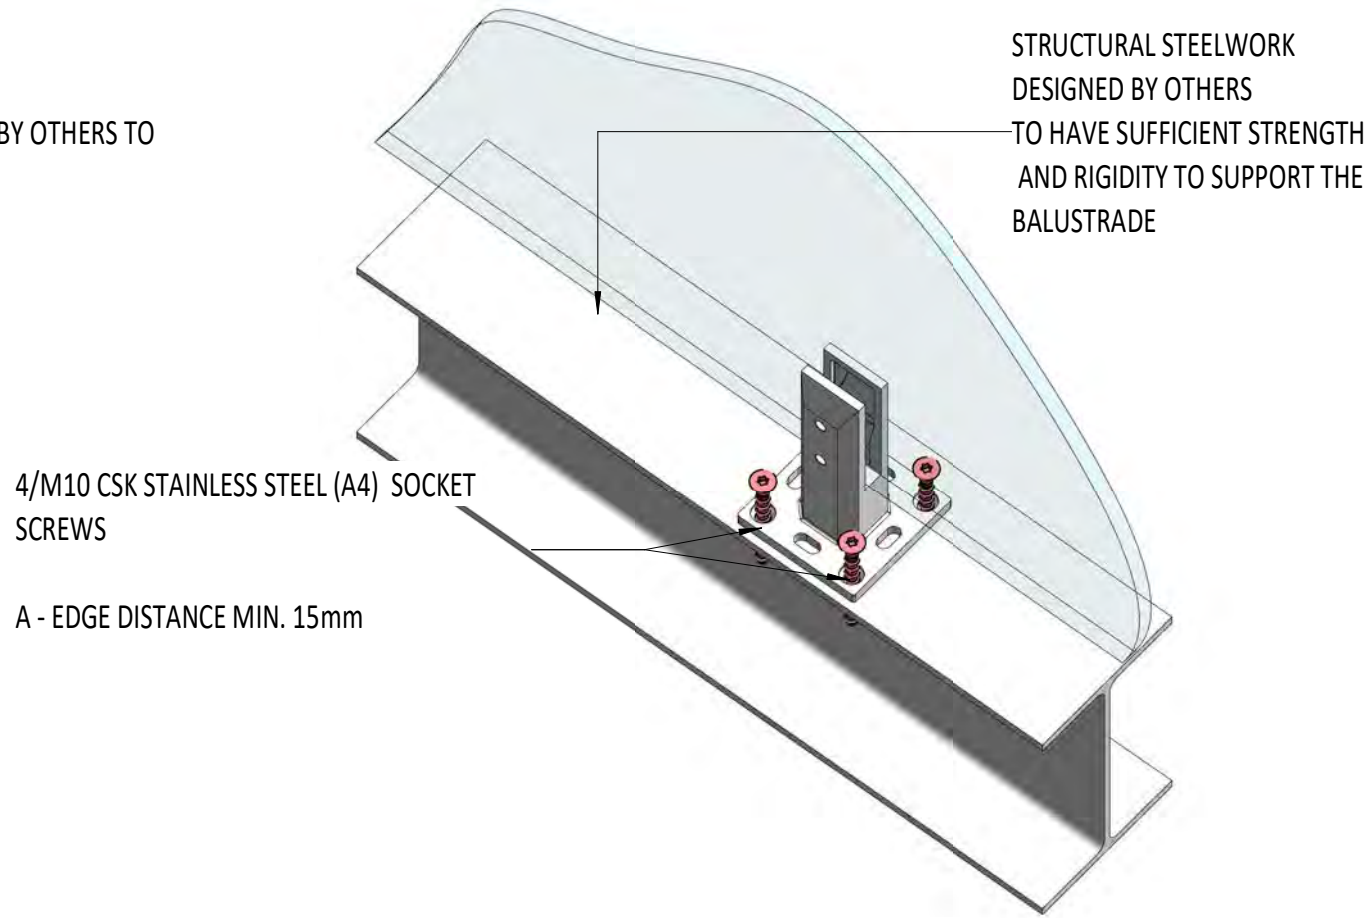 STRUCTURAL STEELWORK
DESIGNED BY OTHERS
TO HAVE SUFFICIENT STRENGTH
AND RIGIDITY TO SUPPORT THE
BALUSTRADE
BY OTHERS TO
4/M10 CSK STAINLESS STEEL (A4) SOCKET
SCREWS
A - EDGE DISTANCE MIN. 15mm